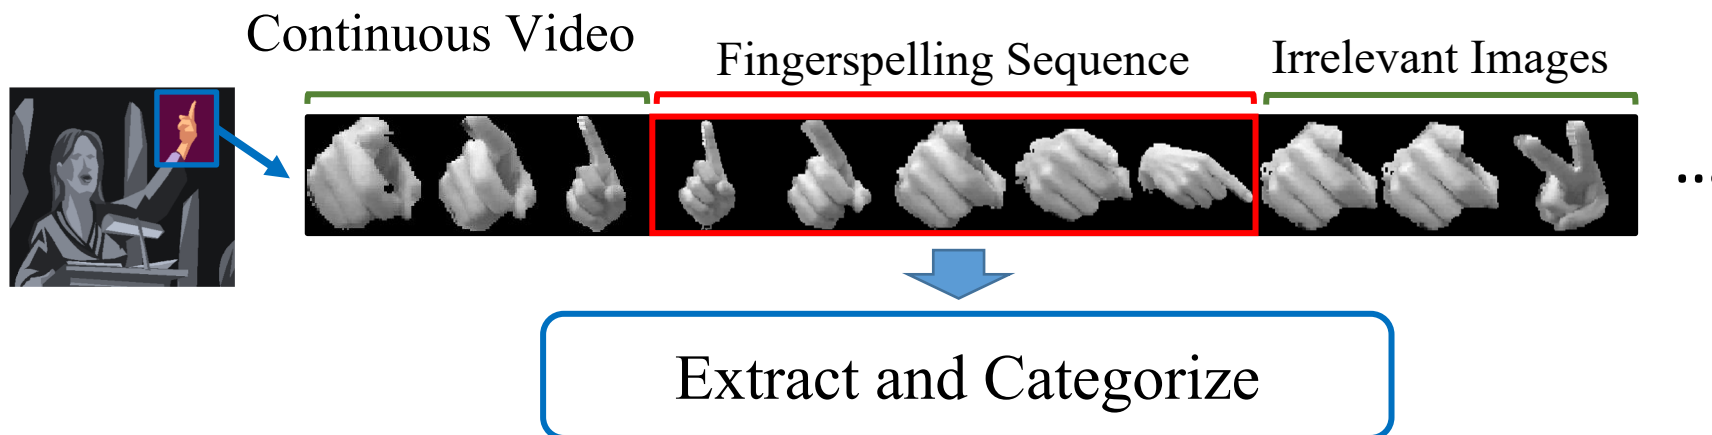 Continuous Video
Fingerspelling Sequence
Irrelevant Images
...
Extract and Categorize